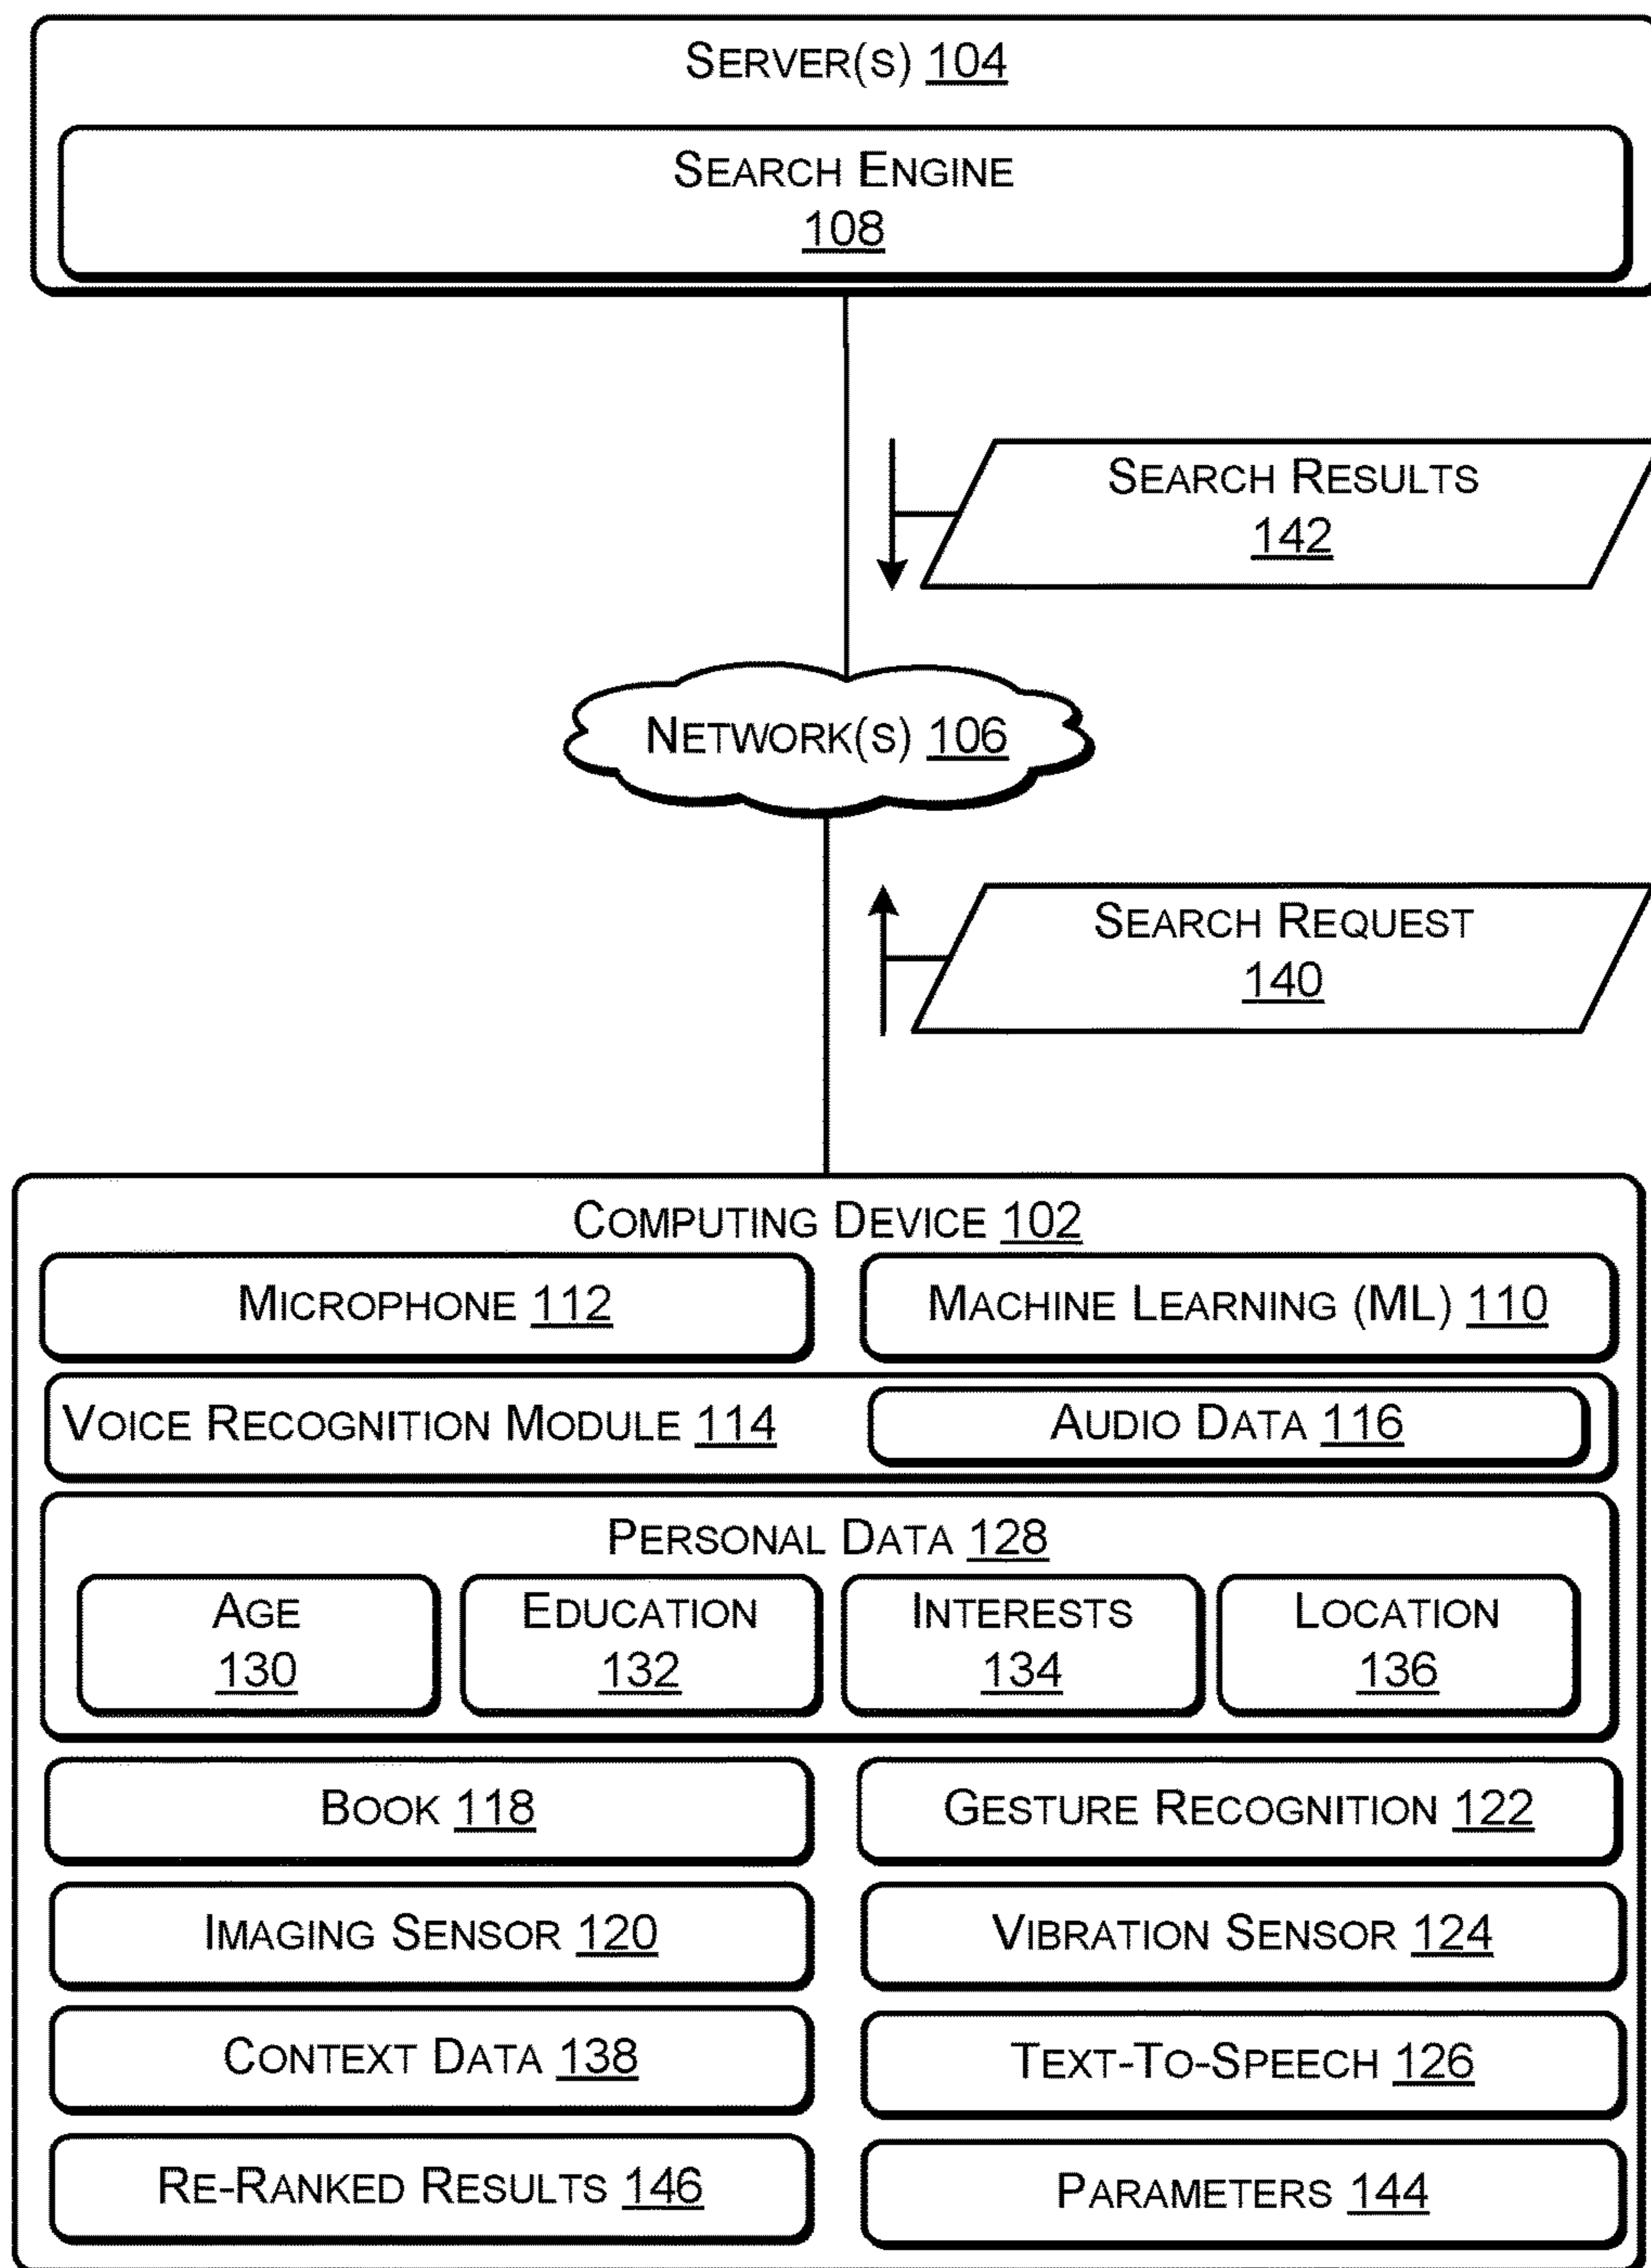 SERVER(S) 104
SEARCH ENGINE
108
SEARCH RESULTS
142
NETWORK(S) 106
SEARCH REQUEST
140
COMPUTING DEVICE 102
MICROPHONE 112
MACHINE LEARNING (ML) 110
VOICE RECOGNITION MODULE 114
AUDIO DATA 116
PERSONAL DATA 128
AGE
130
EDUCATION
132
INTERESTS
134
LOCATION
136
BOOK 118
GESTURE RECOGNITION 122
IMAGING SENSOR 120
VIBRATION SENSOR 124
CONTEXT DATA 138
TEXT-TO-SPEECH 126
RE-RANKED RESULTS 146
PARAMETERS 144